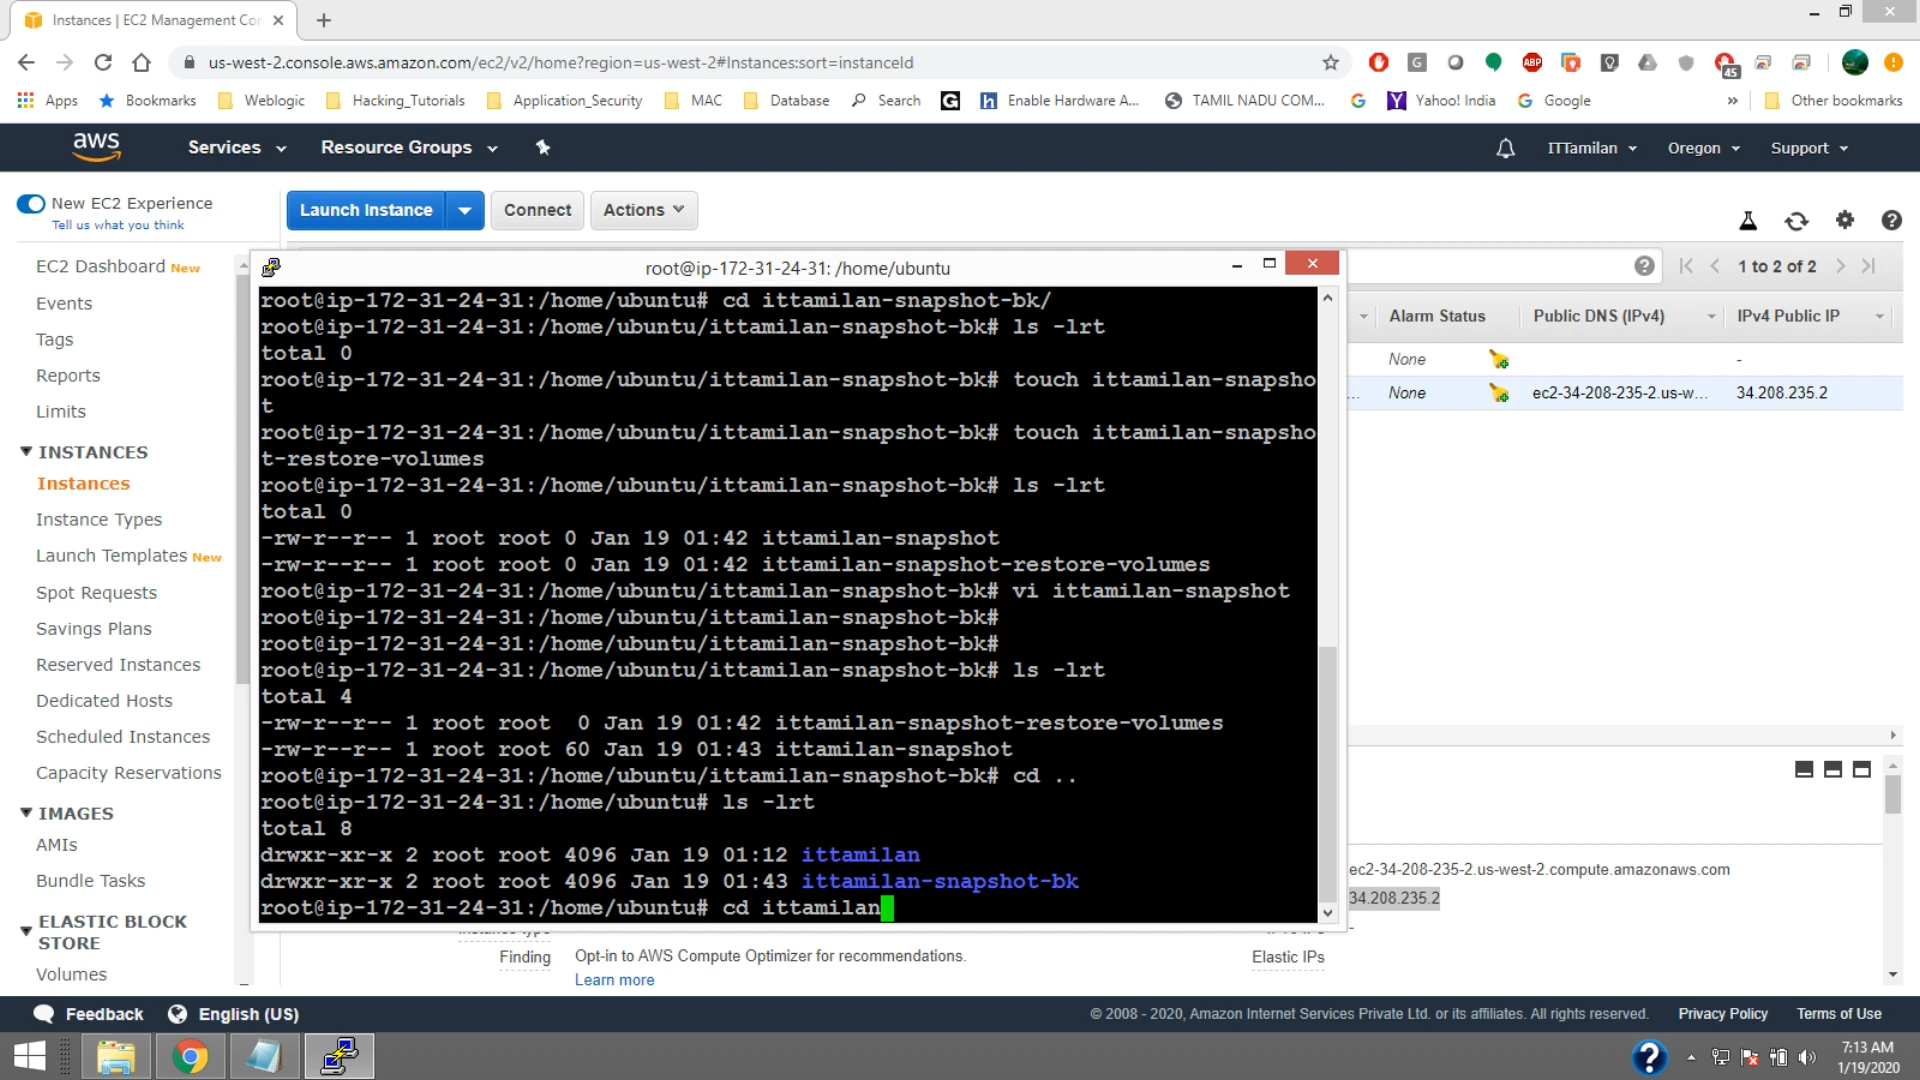 Instances | EC2 Management Co
us-west-2.console.aws.amazon.com/ec2/v2/home?region=us-west-2#Instances:sort=instanceId
G
ABP
45
Apps
Bookmarks
Weblogic
Hacking_Tutorials
Application_Security
MAC
Database
Search
Enable Hardware A...
TAMIL NADU COM...
Yahoo! India
Google
Other bookmarks
aws
Services
Resource Groups
ITTamilan
Oregon
Support
New EC2 Experience
Tell us what you think
Launch Instance
Connect
Actions
EC2 Dashboard New
Events
Tags
Reports
Limits
INSTANCES
Instances
Instance Types
Launch Templates New
Spot Requests
Savings Plans
Reserved Instances
Dedicated Hosts
Scheduled Instances
Capacity Reservations
IMAGES
AMIs
Bundle Tasks
ELASTIC BLOCK
STORE
Volumes
1 to 2 of 2
Alarm Status
Public DNS (IPv4)
IPv4 Public IP
None
-
None
ec2-34-208-235-2.us-w...
34.208.235.2
root@ip-172-31-24-31: /home/ubuntu
root@ip-172-31-24-31:/home/ubuntu# cd ittamilan-snapshot-bk/
root@ip-172-31-24-31:/home/ubuntu/ittamilan-snapshot-bk# ls -lrt
total 0
root@ip-172-31-24-31:/home/ubuntu/ittamilan-snapshot-bk# touch ittamilan-snapsho
t
root@ip-172-31-24-31:/home/ubuntu/ittamilan-snapshot-bk# touch ittamilan-snapsho
t-restore-volumes
root@ip-172-31-24-31:/home/ubuntu/ittamilan-snapshot-bk# ls -lrt
total 0
-rw-r--r-- 1 root root 0 Jan 19 01:42 ittamilan-snapshot
-rw-r--r-- 1 root root 0 Jan 19 01:42 ittamilan-snapshot-restore-volumes
root@ip-172-31-24-31:/home/ubuntu/ittamilan-snapshot-bk# vi ittamilan-snapshot
root@ip-172-31-24-31:/home/ubuntu/ittamilan-snapshot-bk#
root@ip-172-31-24-31:/home/ubuntu/ittamilan-snapshot-bk#
root@ip-172-31-24-31:/home/ubuntu/ittamilan-snapshot-bk# ls -lrt
total 4
-rw-r--r-- 1 root root  0 Jan 19 01:42 ittamilan-snapshot-restore-volumes
-rw-r--r-- 1 root root 60 Jan 19 01:43 ittamilan-snapshot
root@ip-172-31-24-31:/home/ubuntu/ittamilan-snapshot-bk# cd ..
root@ip-172-31-24-31:/home/ubuntu# ls -lrt
total 8
drwxr-xr-x 2 root root 4096 Jan 19 01:12 ittamilan
drwxr-xr-x 2 root root 4096 Jan 19 01:43 ittamilan-snapshot-bk
root@ip-172-31-24-31:/home/ubuntu# cd ittamilan
ec2-34-208-235-2.us-west-2.compute.amazonaws.com
34.208.235.2
-
Finding
Opt-in to AWS Compute Optimizer for recommendations.
Learn more
Elastic IPs
Feedback
English (US)
© 2008 - 2020, Amazon Internet Services Private Ltd. or its affiliates. All rights reserved.
Privacy Policy
Terms of Use
7:13 AM
1/19/2020